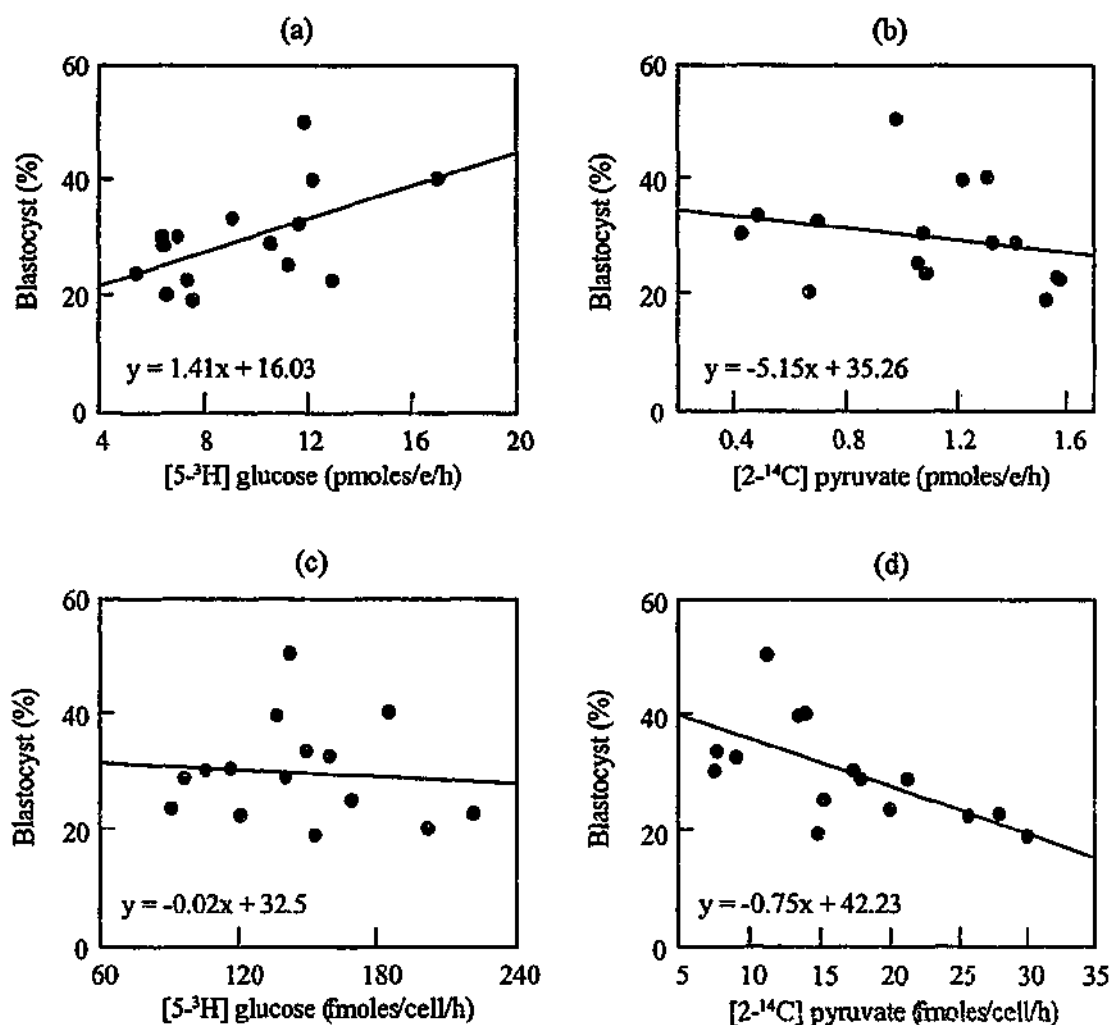 (a)
60
40
20
0
Blastocyst (%)
y = 1.41x + 16.03
4 8 12 16 20
[5-³H] glucose (pmoles/e/h)
(b)
60
40
20
0
Blastocyst (%)
y = -5.15x + 35.26
0.4 0.8 1.2 1.6
[2-¹⁴C] pyruvate (pmoles/e/h)
(c)
60
40
20
0
Blastocyst (%)
y = -0.02x + 32.5
60 120 180 240
[5-³H] glucose (fmoles/cell/h)
(d)
60
40
20
0
Blastocyst (%)
y = -0.75x + 42.23
5 10 15 20 25 30 35
[2-¹⁴C] pyruvate (fmoles/cell/h)